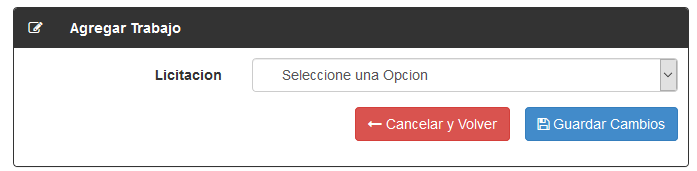 Agregar Trabajo
Licitacion
Seleccione una Opcion
Cancelar y Volver
Guardar Cambios